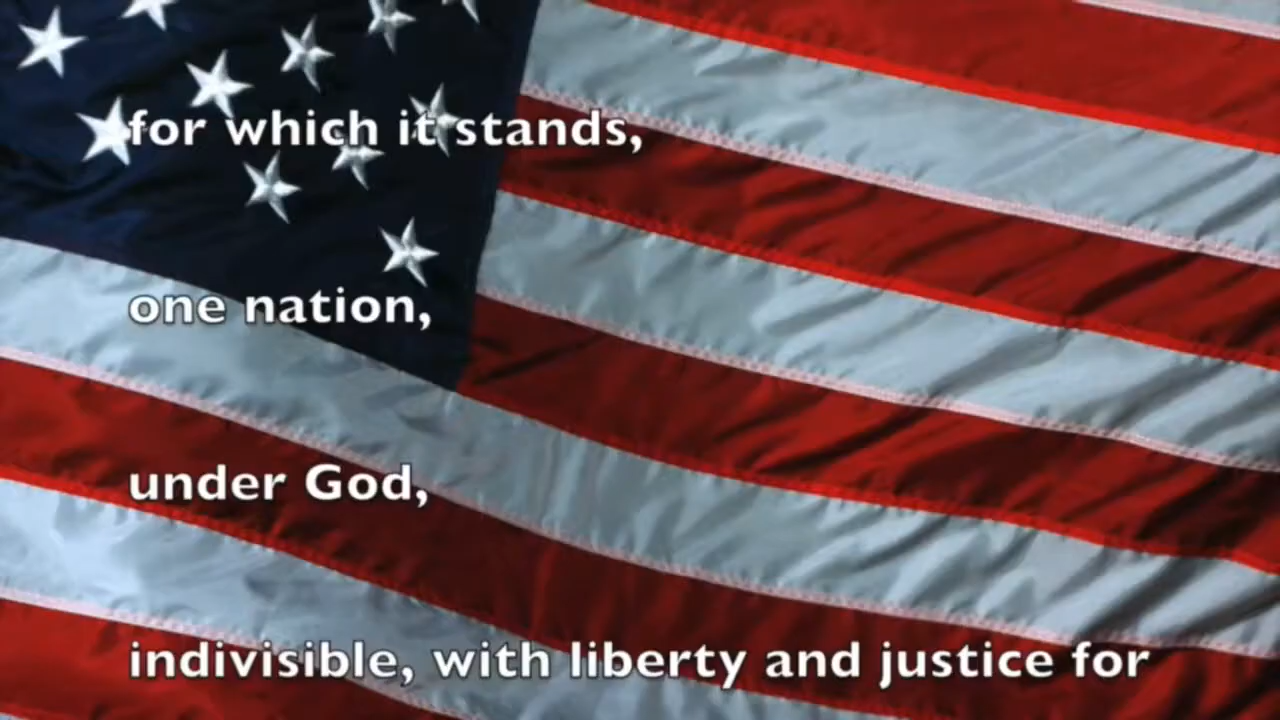 for which it stands,
one nation,
under God,
indivisible, with liberty and justice for